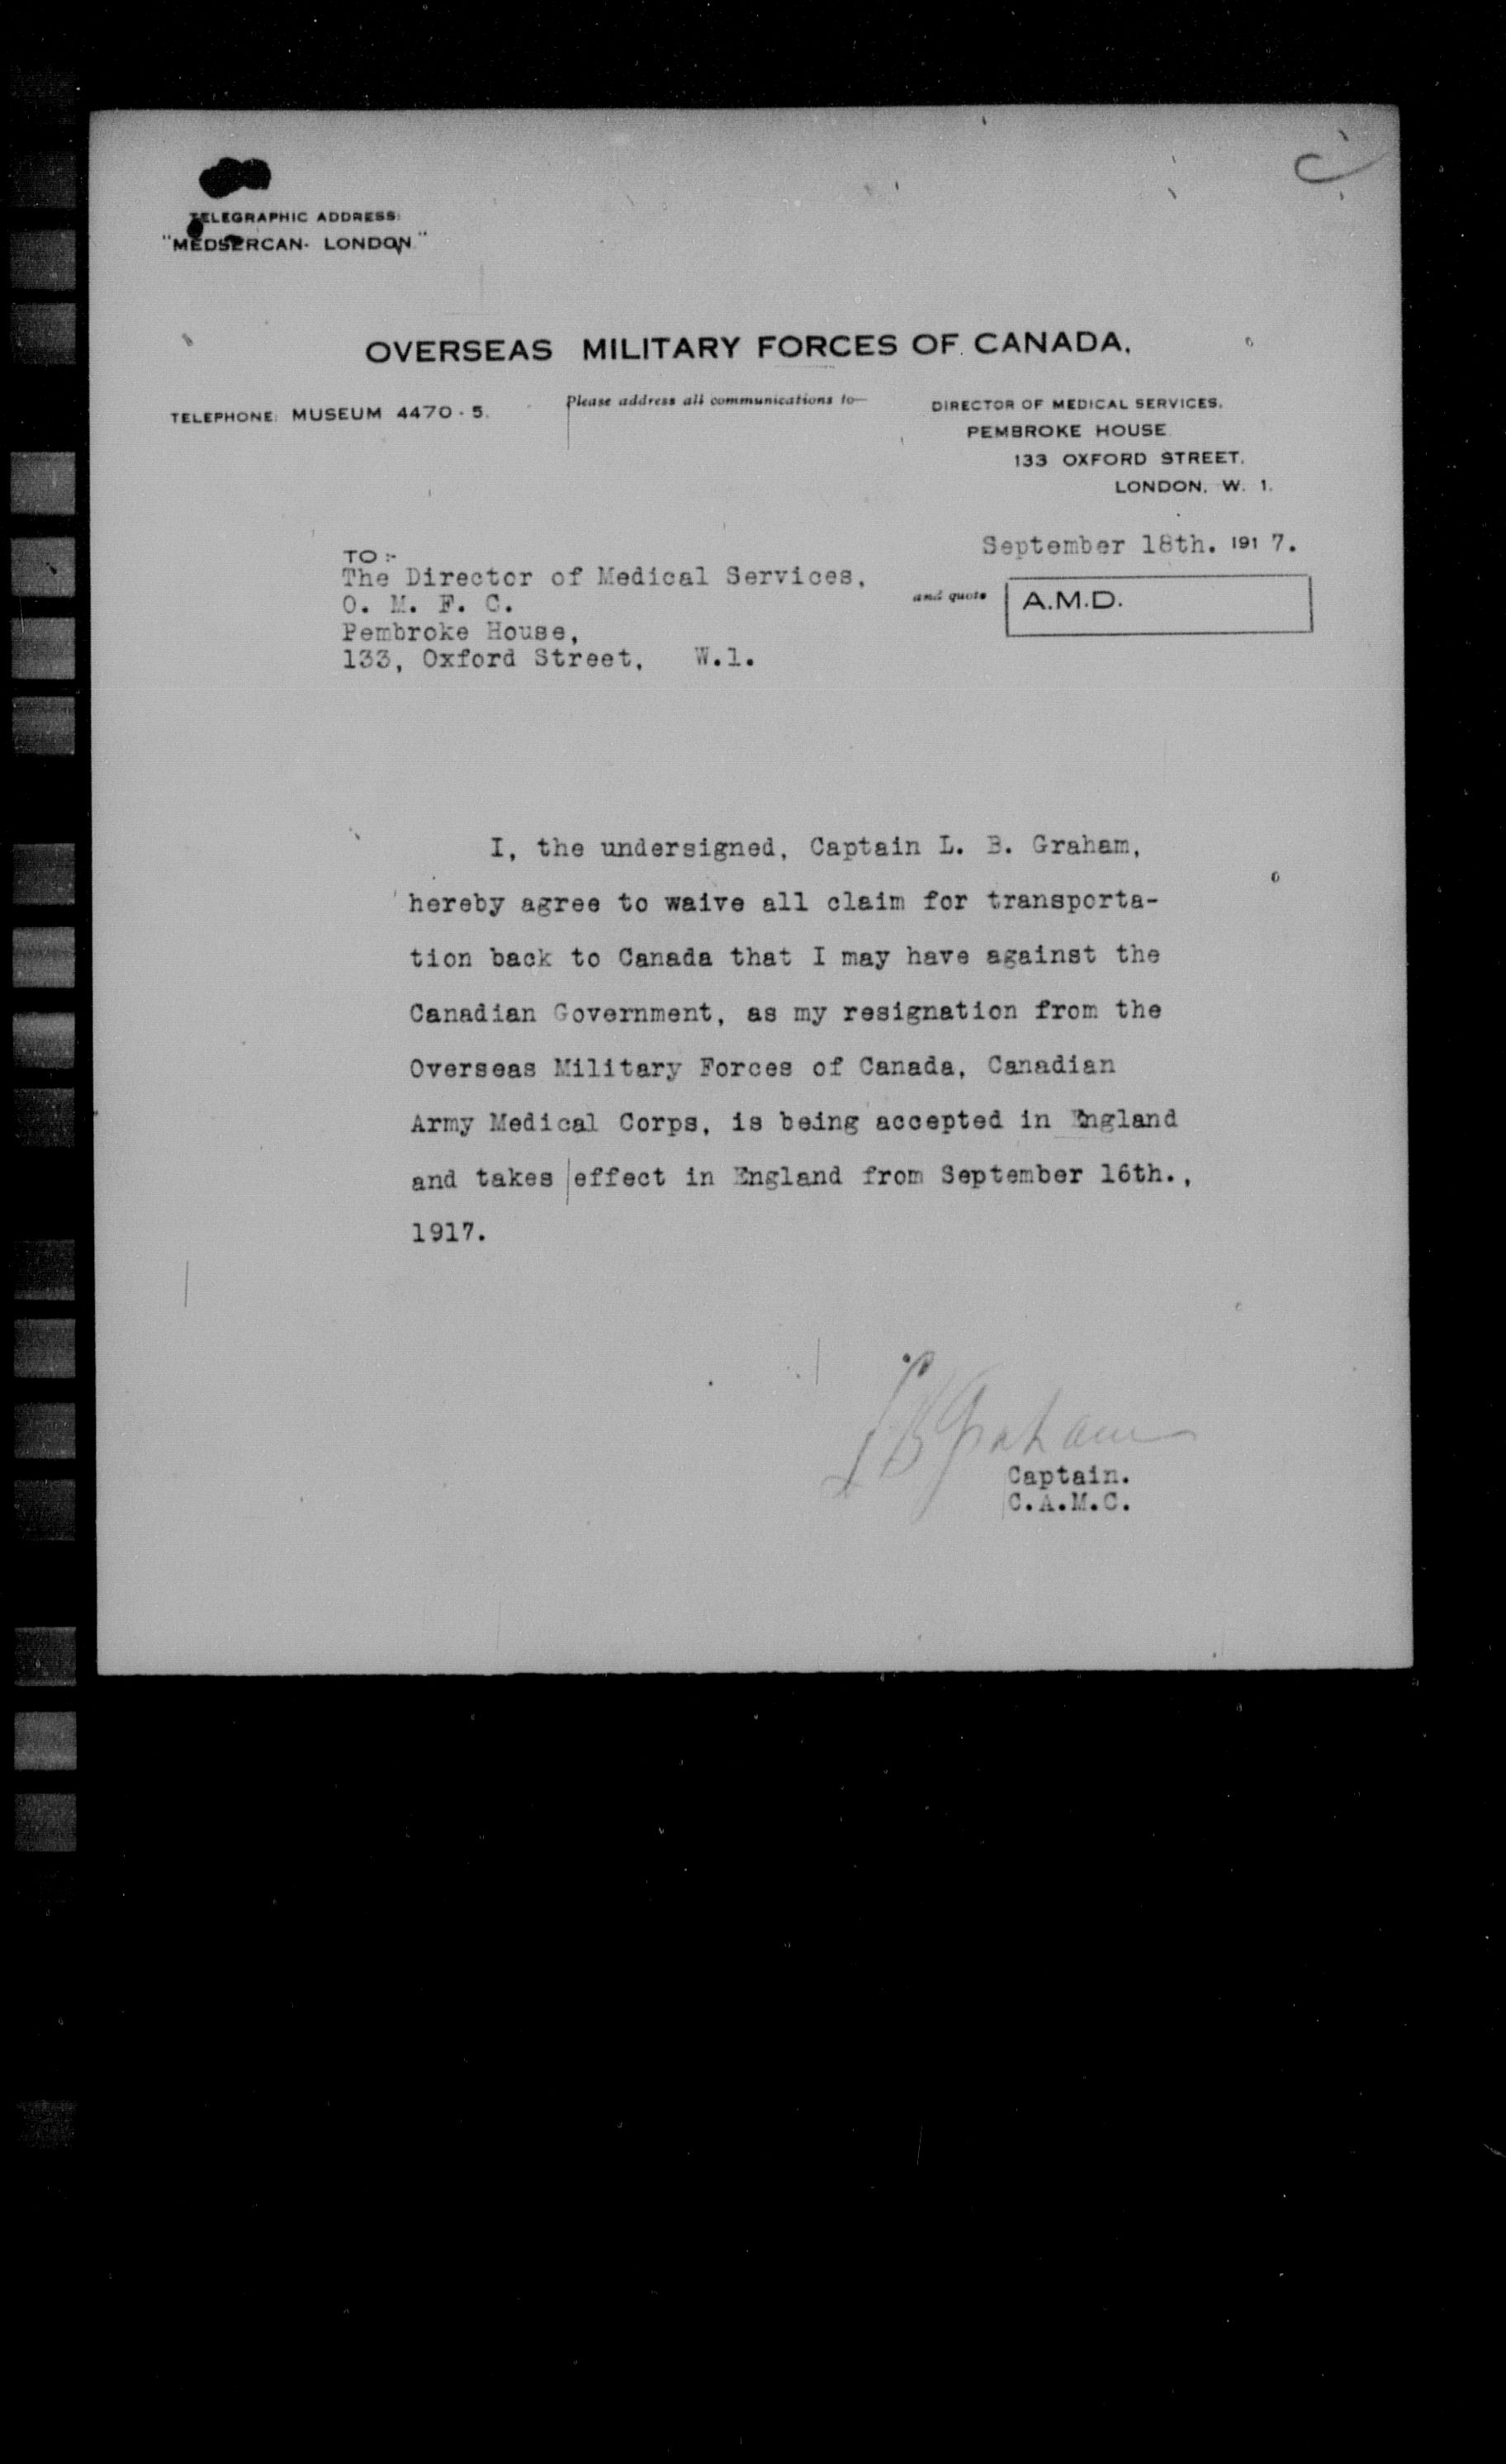 TELEGRAPHIC ADDRESS:
"MEDSERCAN. LONDON."
OVERSEAS MILITARY FORCES OF CANADA.
TELEPHONE: MUSEUM 4470-5.
Please address all communications to—
DIRECTOR OF MEDICAL SERVICES.
PEMBROKE HOUSE
133 OXFORD STREET.
LONDON. W. 1.
September 18th. 1917.
TO:-
The Director of Medical Services,
O. M. F. C.
Pembroke House,
133, Oxford Street, W.1.
and quote
A.M.D.
I, the undersigned, Captain L. B. Graham,
hereby agree to waive all claim for transporta-
tion back to Canada that I may have against the
Canadian Government, as my resignation from the
Overseas Military Forces of Canada, Canadian
Army Medical Corps, is being accepted in England
and takes effect in England from September 16th.,
1917.
L B Graham
Captain.
C.A.M.C.